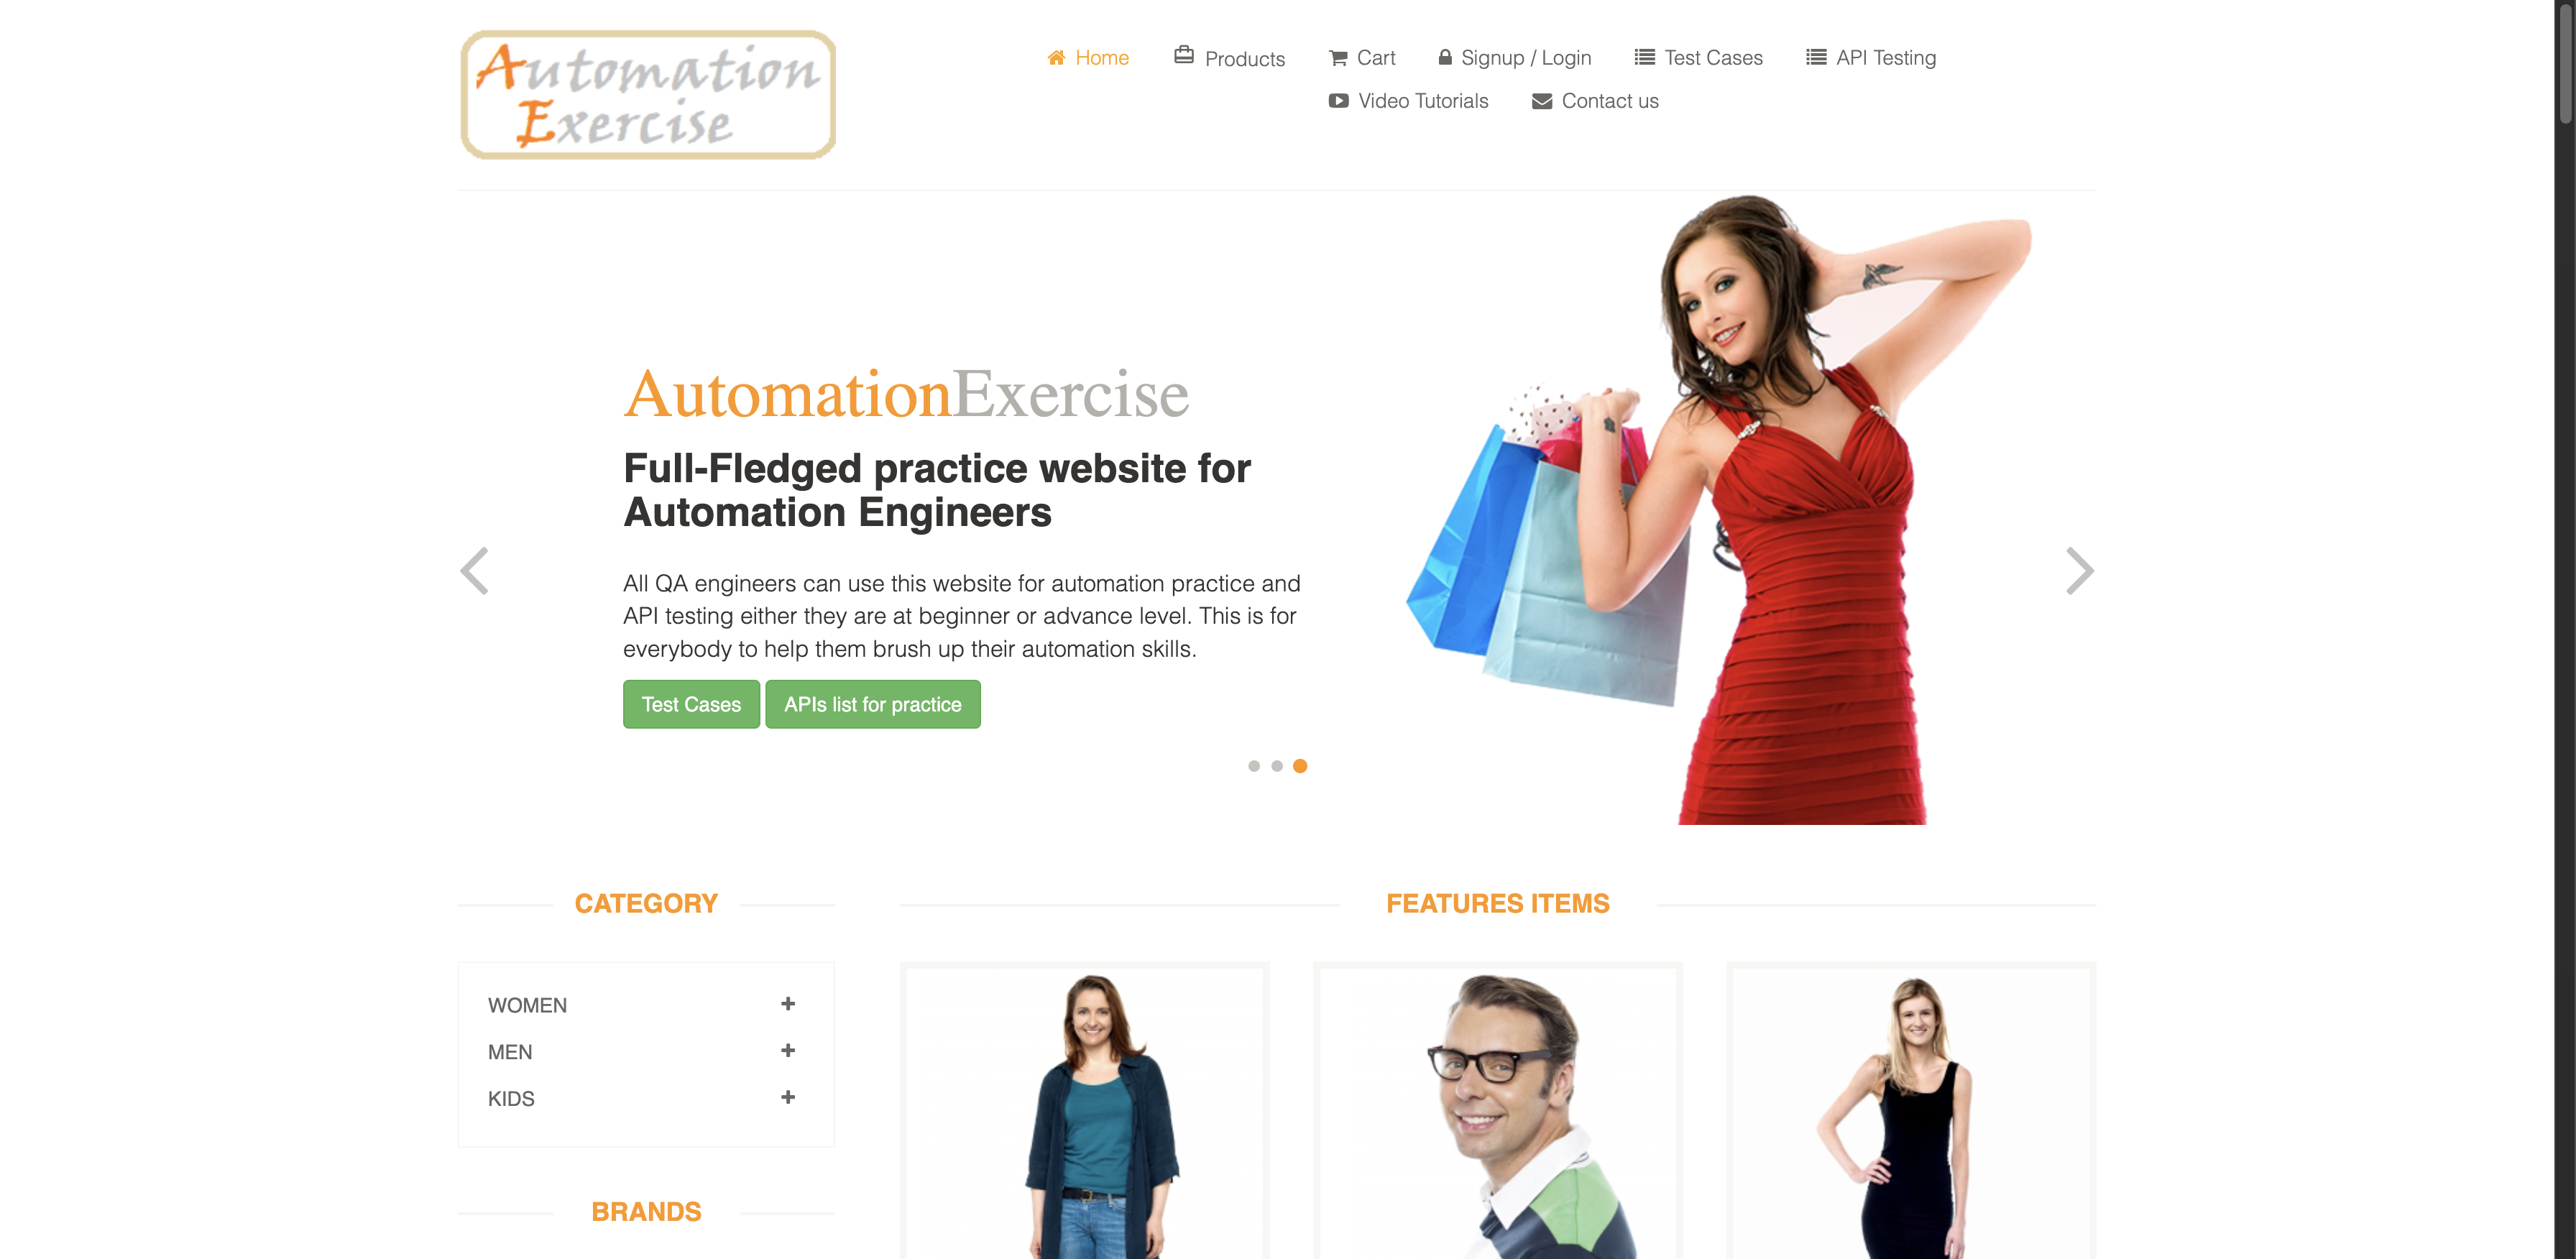 Automation
Exercise
Home
Products
Cart
Signup / Login
Test Cases
API Testing
Video Tutorials
Contact us
AutomationExercise
Full-Fledged practice website for
Automation Engineers
All QA engineers can use this website for automation practice and
API testing either they are at beginner or advance level. This is for
everybody to help them brush up their automation skills.
Test Cases
APIs list for practice
CATEGORY
WOMEN
MEN
KIDS
BRANDS
FEATURES ITEMS